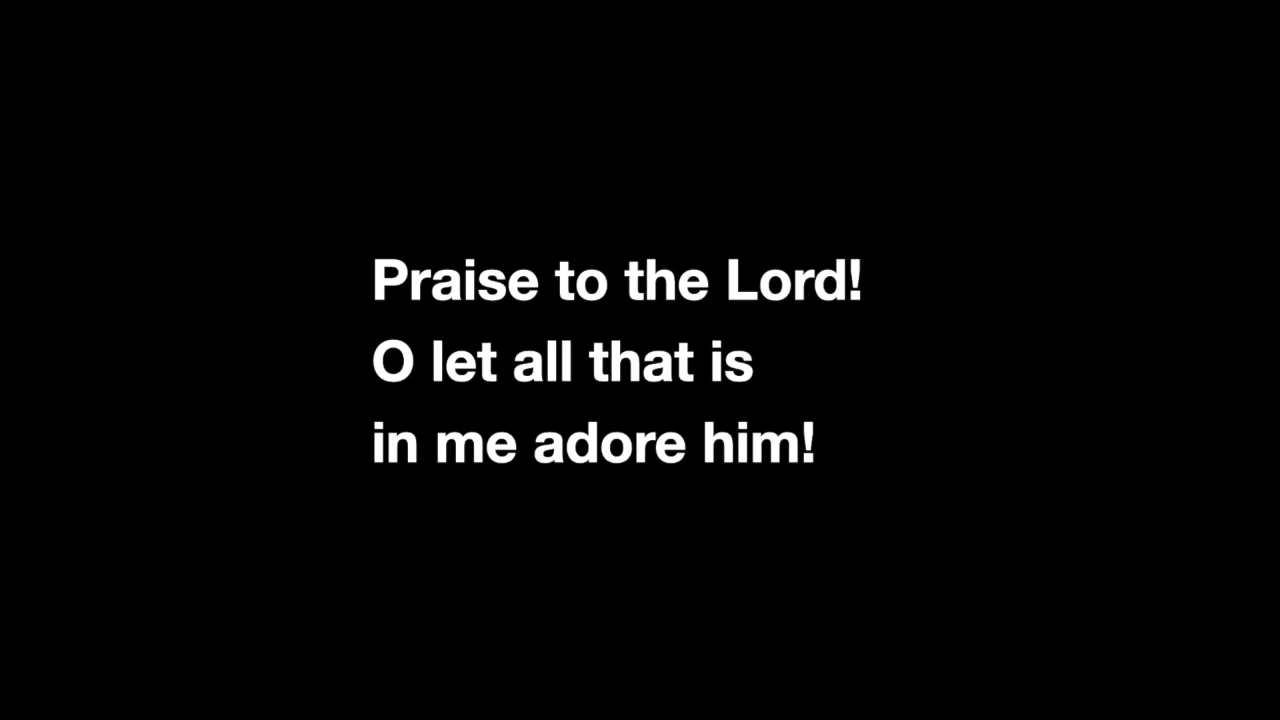 Praise to the Lord!
O let all that is
in me adore him!